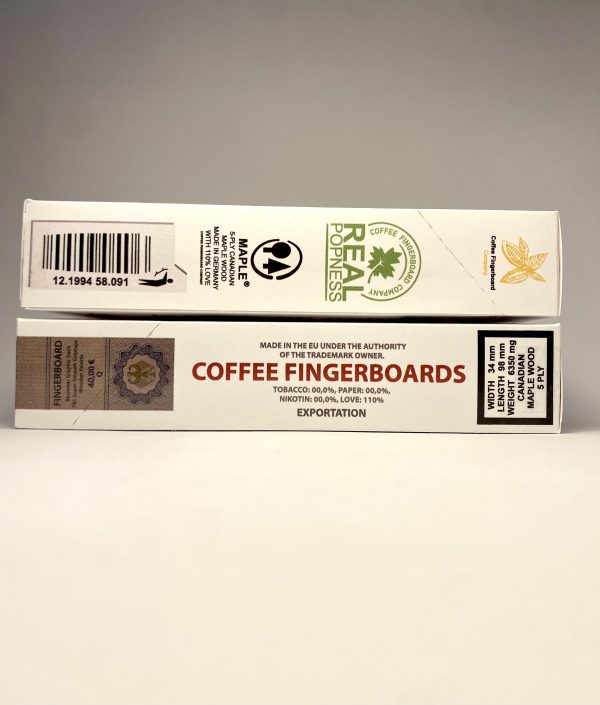 12.1994 58.091
5-PLY CANADIAN
MAPLE WOOD
MADE IN GERMANY
WITH 110% LOVE
COFFEE FINGERBOARDS COMPANY
MAPLE®
REAL
POPNESS
COFFEE FINGERBOARD COMPANY
Coffee Fingerboard
Company
FINGERBOARD
40,00 €
Q
MADE IN THE EU UNDER THE AUTHORITY
OF THE TRADEMARK OWNER.
COFFEE FINGERBOARDS
TOBACCO: 00,0%, PAPER: 00,0%,
NIKOTIN: 00,0%, LOVE: 110%
EXPORTATION
WIDTH 34 mm
LENGTH 98 mm
WEIGHT 6350 mg
CANADIAN
MAPLE WOOD
5 PLY